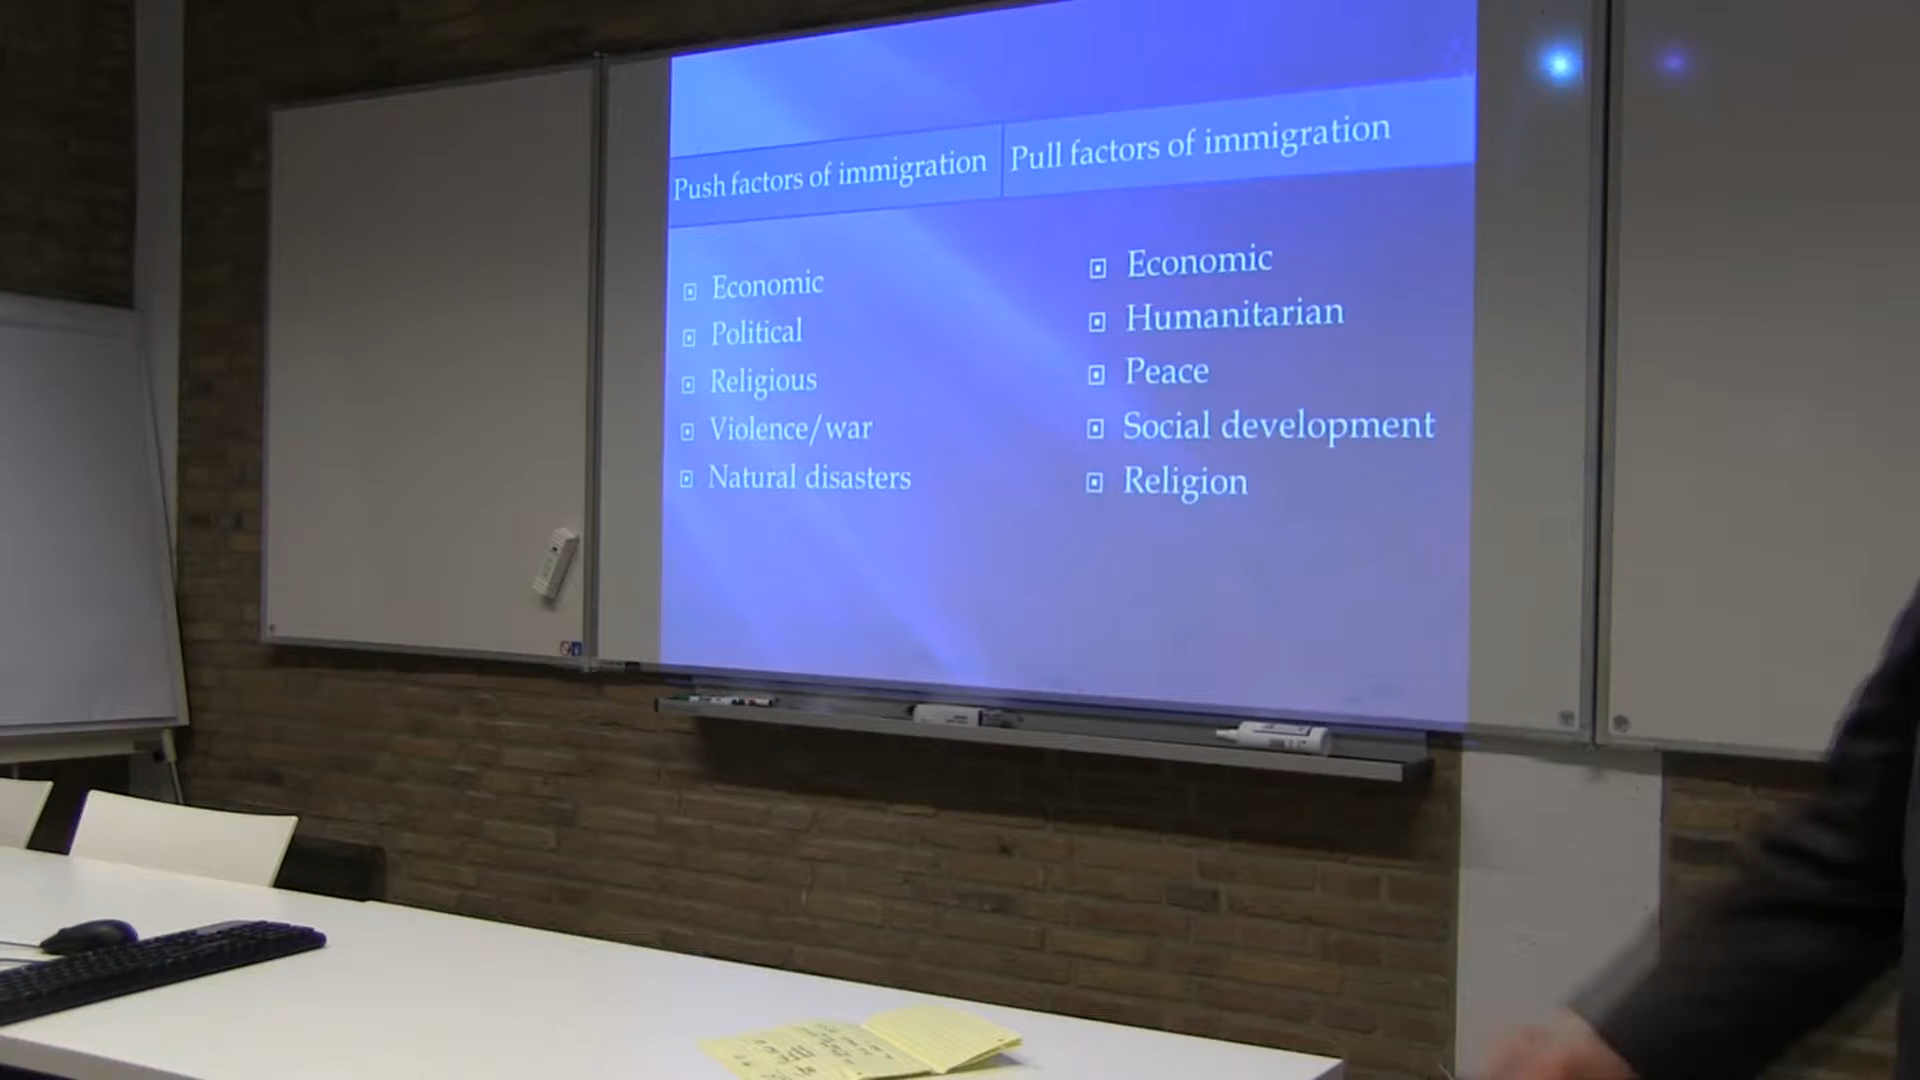 Push factors of immigration
Economic
Political
Religious
Violence/war
Natural disasters
Pull factors of immigration
Economic
Humanitarian
Peace
Social development
Religion